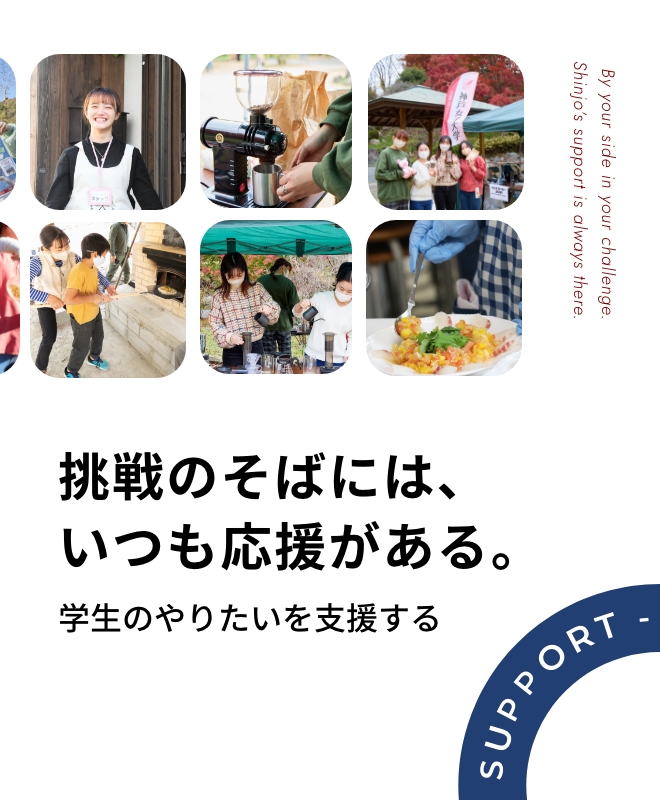 By your side in your challenge.
Shinjo's support is always there.
挑戦のそばには、
いつも応援がある。
学生のやりたいを支援する
SUPPORT -